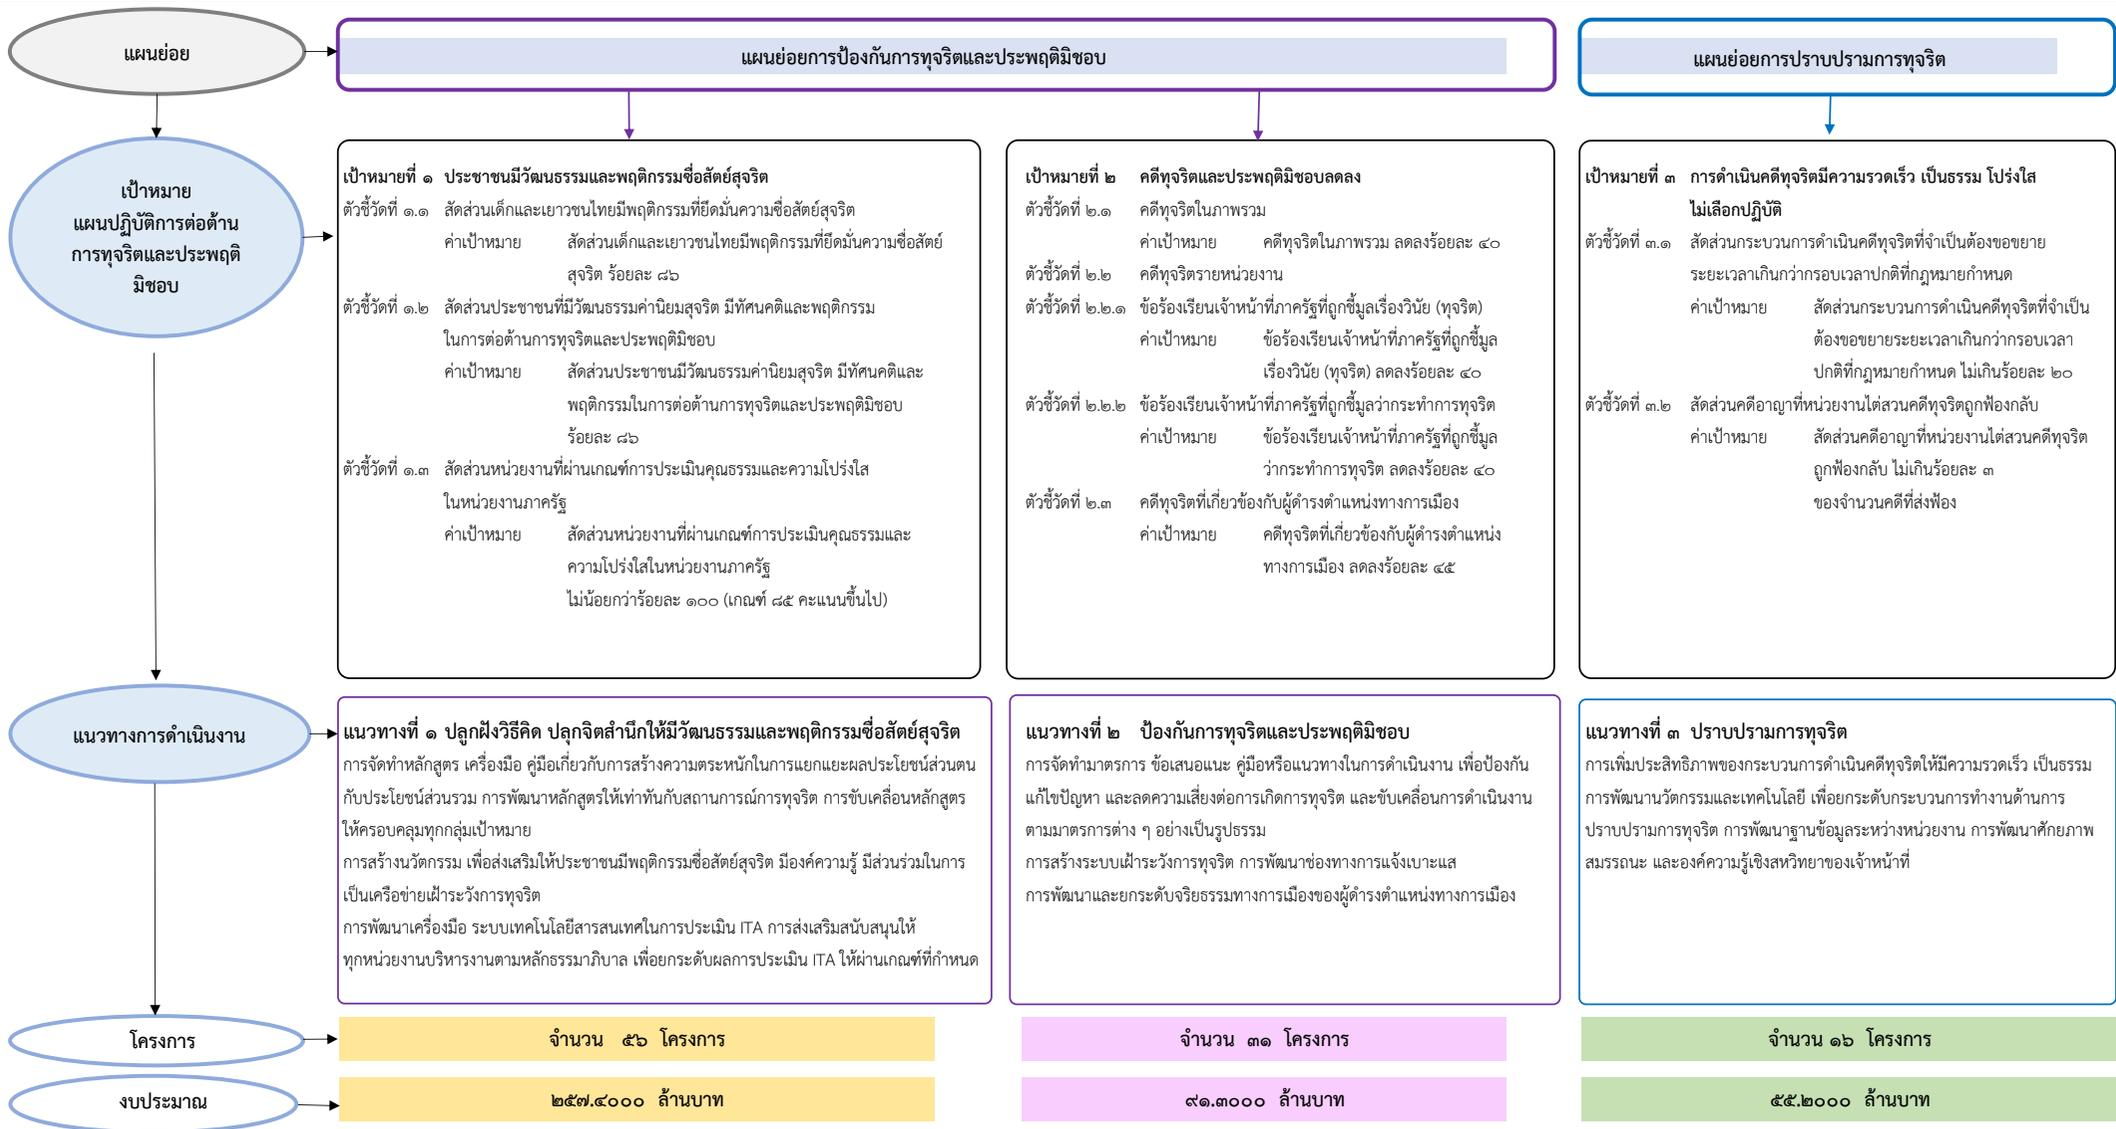 แผนย่อย
แผนย่อยการป้องกันการทุจริตและประพฤติมิชอบ
แผนย่อยการปราบปรามการทุจริต
เป้าหมาย
แผนปฏิบัติการต่อต้าน
การทุจริตและประพฤติ
มิชอบ
เป้าหมายที่ ๑ ประชาชนมีวัฒนธรรมและพฤติกรรมซื่อสัตย์สุจริต
ตัวชี้วัดที่ ๑.๑ สัดส่วนเด็กและเยาวชนไทยมีพฤติกรรมที่ยึดมั่นความซื่อสัตย์สุจริต
ค่าเป้าหมาย สัดส่วนเด็กและเยาวชนไทยมีพฤติกรรมที่ยึดมั่นความซื่อสัตย์
สุจริต ร้อยละ ๘๖
ตัวชี้วัดที่ ๑.๒ สัดส่วนประชาชนที่มีวัฒนธรรมค่านิยมสุจริต มีทัศนคติและพฤติกรรม
ในการต่อต้านการทุจริตและประพฤติมิชอบ
ค่าเป้าหมาย สัดส่วนประชาชนมีวัฒนธรรมค่านิยมสุจริต มีทัศนคติและ
พฤติกรรมในการต่อต้านการทุจริตและประพฤติมิชอบ
ร้อยละ ๘๖
ตัวชี้วัดที่ ๑.๓ สัดส่วนหน่วยงานที่ผ่านเกณฑ์การประเมินคุณธรรมและความโปร่งใส
ในหน่วยงานภาครัฐ
ค่าเป้าหมาย สัดส่วนหน่วยงานที่ผ่านเกณฑ์การประเมินคุณธรรมและ
ความโปร่งใสในหน่วยงานภาครัฐ
ไม่น้อยกว่าร้อยละ ๑๐๐ (เกณฑ์ ๘๕ คะแนนขึ้นไป)
เป้าหมายที่ ๒ คดีทุจริตและประพฤติมิชอบลดลง
ตัวชี้วัดที่ ๒.๑ คดีทุจริตในภาพรวม
ค่าเป้าหมาย คดีทุจริตในภาพรวม ลดลงร้อยละ ๔๐
ตัวชี้วัดที่ ๒.๒ คดีทุจริตรายหน่วยงาน
ตัวชี้วัดที่ ๒.๒.๑ ข้อร้องเรียนเจ้าหน้าที่ภาครัฐที่ถูกชี้มูลเรื่องวินัย (ทุจริต)
ค่าเป้าหมาย ข้อร้องเรียนเจ้าหน้าที่ภาครัฐที่ถูกชี้มูล
เรื่องวินัย (ทุจริต) ลดลงร้อยละ ๔๐
ตัวชี้วัดที่ ๒.๒.๒ ข้อร้องเรียนเจ้าหน้าที่ภาครัฐที่ถูกชี้มูลว่ากระทำการทุจริต
ค่าเป้าหมาย ข้อร้องเรียนเจ้าหน้าที่ภาครัฐที่ถูกชี้มูล
ว่ากระทำการทุจริต ลดลงร้อยละ ๔๐
ตัวชี้วัดที่ ๒.๓ คดีทุจริตที่เกี่ยวข้องกับผู้ดำรงตำแหน่งทางการเมือง
ค่าเป้าหมาย คดีทุจริตที่เกี่ยวข้องกับผู้ดำรงตำแหน่ง
ทางการเมือง ลดลงร้อยละ ๔๕
เป้าหมายที่ ๓ การดำเนินคดีทุจริตมีความรวดเร็ว เป็นธรรม โปร่งใส
ไม่เลือกปฏิบัติ
ตัวชี้วัดที่ ๓.๑ สัดส่วนกระบวนการดำเนินคดีทุจริตที่จำเป็นต้องขอขยาย
ระยะเวลาเกินกว่ากรอบเวลาปกติที่กฎหมายกำหนด
ค่าเป้าหมาย สัดส่วนกระบวนการดำเนินคดีทุจริตที่จำเป็น
ต้องขอขยายระยะเวลาเกินกว่ากรอบเวลา
ปกติที่กฎหมายกำหนด ไม่เกินร้อยละ ๒๐
ตัวชี้วัดที่ ๓.๒ สัดส่วนคดีอาญาที่หน่วยงานไต่สวนคดีทุจริตถูกฟ้องกลับ
ค่าเป้าหมาย สัดส่วนคดีอาญาที่หน่วยงานไต่สวนคดีทุจริต
ถูกฟ้องกลับ ไม่เกินร้อยละ ๓
ของจำนวนคดีที่ส่งฟ้อง
แนวทางการดำเนินงาน
แนวทางที่ ๑ ปลูกฝังวิธีคิด ปลุกจิตสำนึกให้มีวัฒนธรรมและพฤติกรรมซื่อสัตย์สุจริต
การจัดทำหลักสูตร เครื่องมือ คู่มือเกี่ยวกับการสร้างความตระหนักในการแยกแยะผลประโยชน์ส่วนตน
กับประโยชน์ส่วนรวม การพัฒนาหลักสูตรให้เท่าทันกับสถานการณ์การทุจริต การขับเคลื่อนหลักสูตร
ให้ครอบคลุมทุกกลุ่มเป้าหมาย
การสร้างนวัตกรรม เพื่อส่งเสริมให้ประชาชนมีพฤติกรรมซื่อสัตย์สุจริต มีองค์ความรู้ มีส่วนร่วมในการ
เป็นเครือข่ายเฝ้าระวังการทุจริต
การพัฒนาเครื่องมือ ระบบเทคโนโลยีสารสนเทศในการประเมิน ITA การส่งเสริมสนับสนุนให้
ทุกหน่วยงานบริหารงานตามหลักธรรมาภิบาล เพื่อยกระดับผลการประเมิน ITA ให้ผ่านเกณฑ์ที่กำหนด
แนวทางที่ ๒ ป้องกันการทุจริตและประพฤติมิชอบ
การจัดทำมาตรการ ข้อเสนอแนะ คู่มือหรือแนวทางในการดำเนินงาน เพื่อป้องกัน
แก้ไขปัญหา และลดความเสี่ยงต่อการเกิดการทุจริต และขับเคลื่อนการดำเนินงาน
ตามมาตรการต่าง ๆ อย่างเป็นรูปธรรม
การสร้างระบบเฝ้าระวังการทุจริต การพัฒนาช่องทางการแจ้งเบาะแส
การพัฒนาและยกระดับจริยธรรมทางการเมืองของผู้ดำรงตำแหน่งทางการเมือง
แนวทางที่ ๓ ปราบปรามการทุจริต
การเพิ่มประสิทธิภาพของกระบวนการดำเนินคดีทุจริตให้มีความรวดเร็ว เป็นธรรม
การพัฒนานวัตกรรมและเทคโนโลยี เพื่อยกระดับกระบวนการทำงานด้านการ
ปราบปรามการทุจริต การพัฒนาฐานข้อมูลระหว่างหน่วยงาน การพัฒนาศักยภาพ
สมรรถนะ และองค์ความรู้เชิงสหวิทยาของเจ้าหน้าที่
โครงการ
จำนวน ๕๖ โครงการ
จำนวน ๓๑ โครงการ
จำนวน ๑๖ โครงการ
งบประมาณ
๒๕๗.๔๐๐๐ ล้านบาท
๙๑.๓๐๐๐ ล้านบาท
๕๕.๒๐๐๐ ล้านบาท